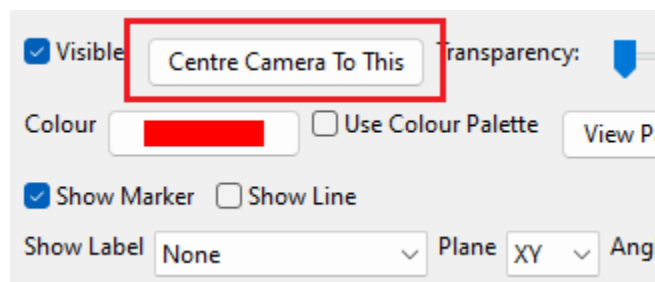 Visible Centre Camera To This Transparency:
Colour Use Colour Palette View
Show Marker Show Line
Show Label None Plane XY